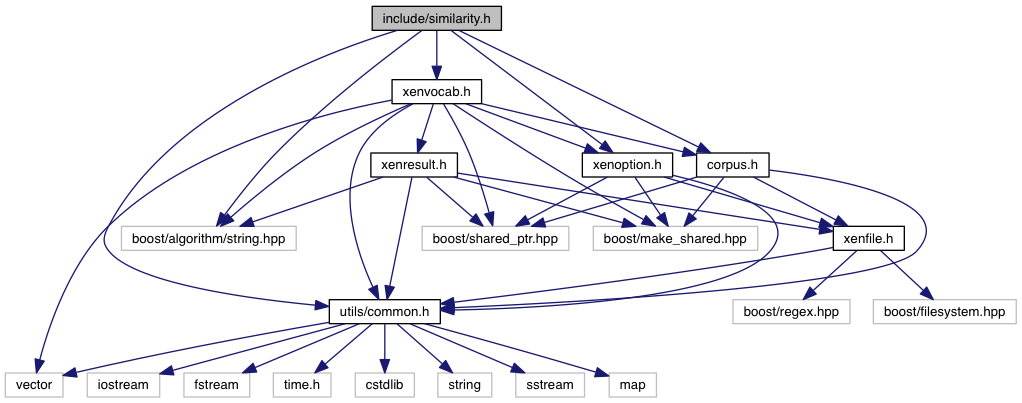 include/similarity.h
xenvocab.h
xenresult.h
xenoption.h
corpus.h
boost/algorithm/string.hpp
boost/shared_ptr.hpp
boost/make_shared.hpp
xenfile.h
utils/common.h
boost/regex.hpp
boost/filesystem.hpp
vector
iostream
fstream
time.h
cstdlib
string
sstream
map